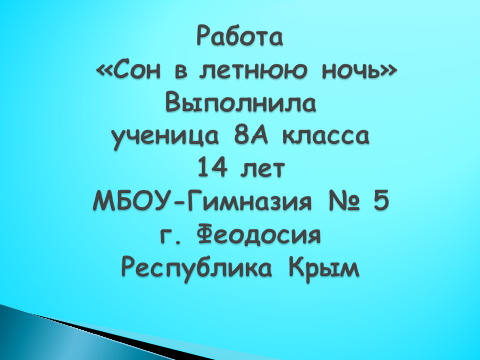 Работа
«Сон в летнюю ночь»
Выполнила
ученица 8А класса
14 лет
МБОУ-Гимназия № 5
г. Феодосия
Республика Крым